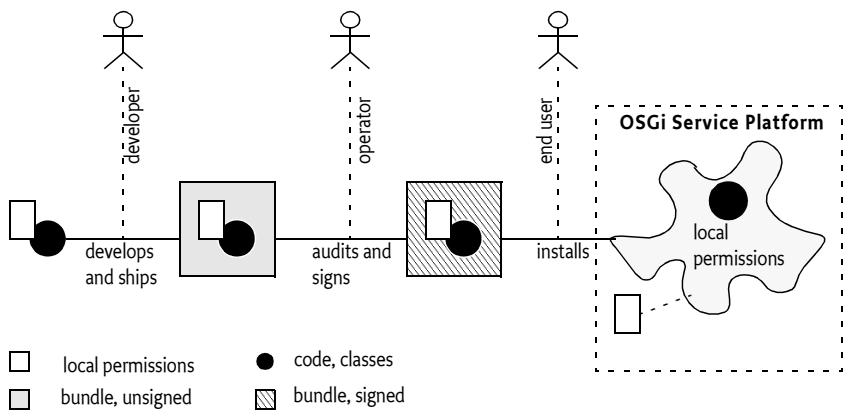 developer
operator
end user
OSGi Service Platform
local
permissions
develops
and ships
audits and
signs
installs
local permissions
code, classes
bundle, unsigned
bundle, signed